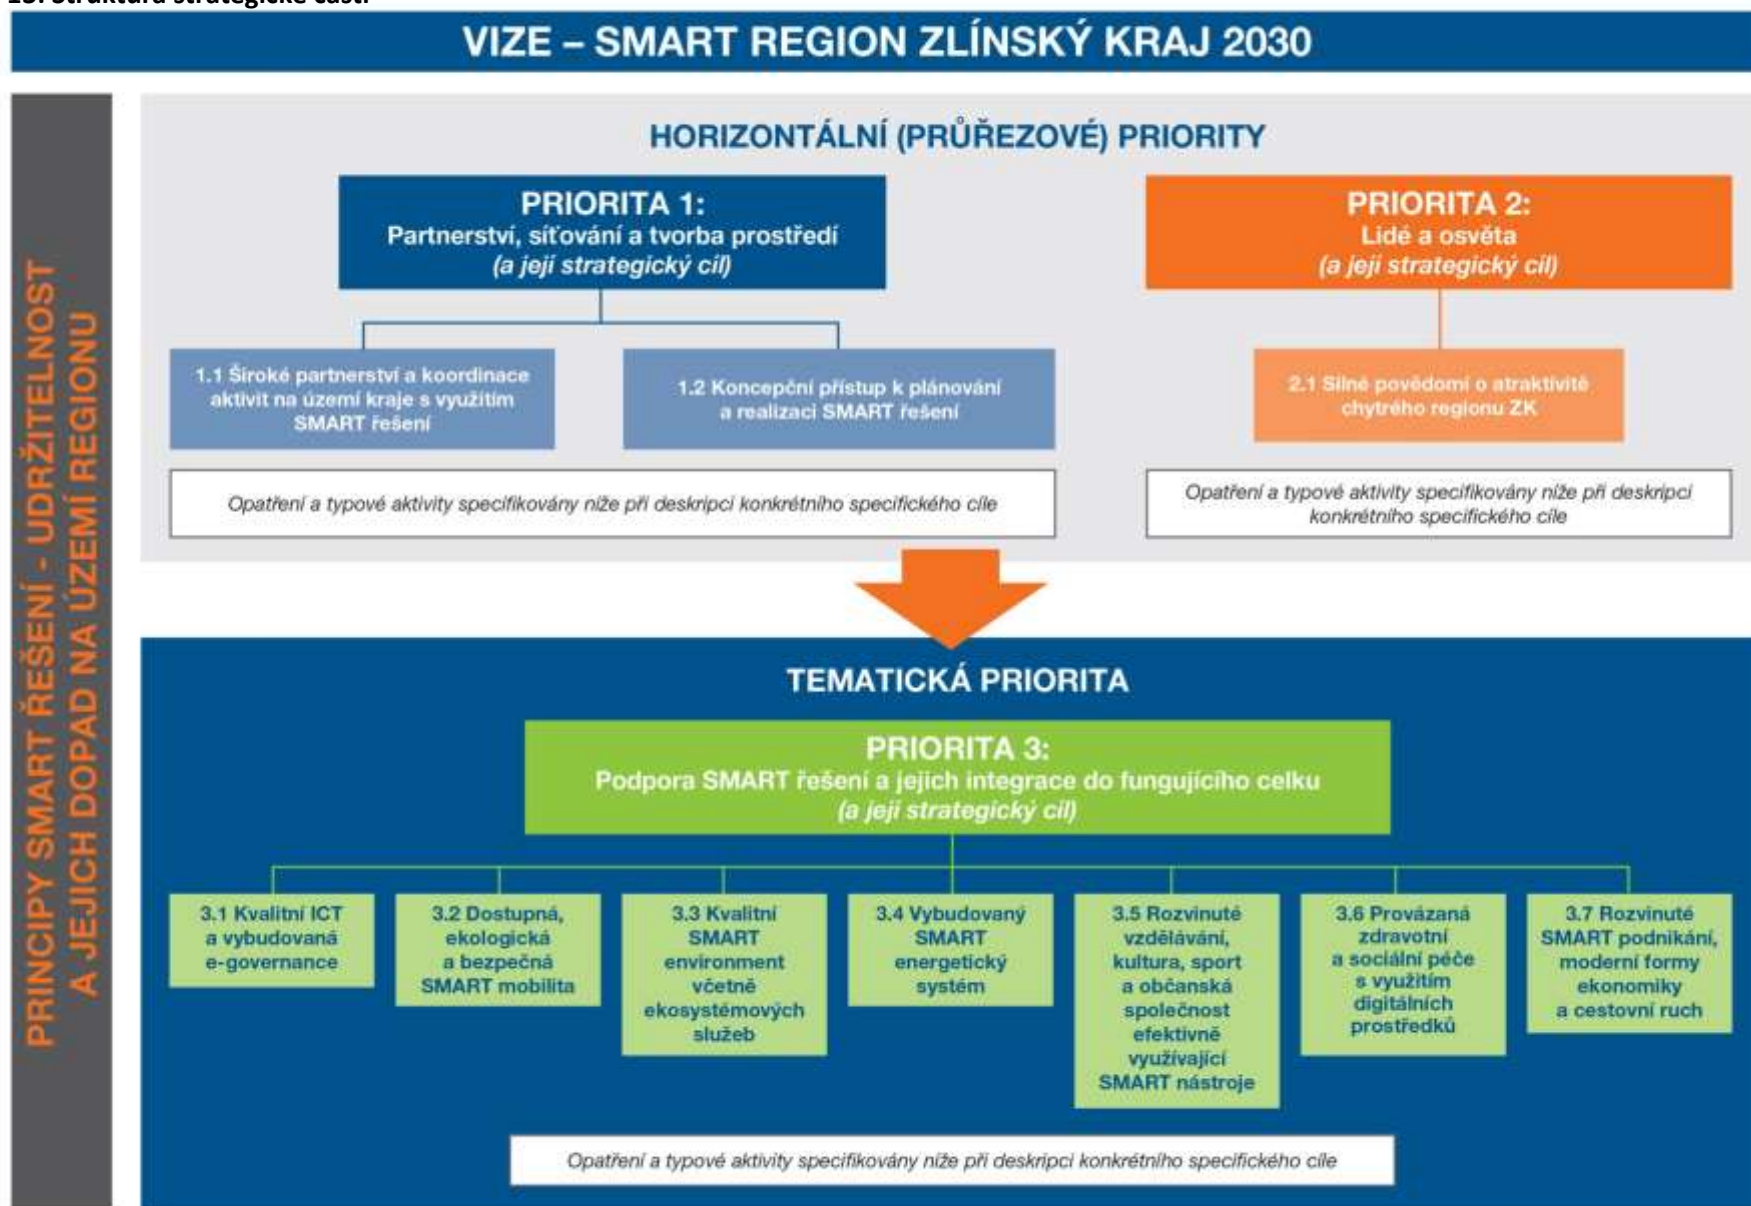 Struktura strategické části
VIZE – SMART REGION ZLÍNSKÝ KRAJ 2030
PRINCIPY SMART ŘEŠENÍ - UDRŽITELNOST
A JEJICH DOPAD NA ÚZEMÍ REGIONU
HORIZONTÁLNÍ (PRŮŘEZOVÉ) PRIORITY
PRIORITA 1:
Partnerství, síťování a tvorba prostředí
(a její strategický cíl)
1.1 Široké partnerství a koordinace
aktivit na území kraje s využitím
SMART řešení
1.2 Koncepční přístup k plánování
a realizaci SMART řešení
Opatření a typové aktivity specifikovány níže při deskripci konkrétního specifického cíle
PRIORITA 2:
Lidé a osvěta
(a její strategický cíl)
2.1 Silné povědomí o atraktivitě
chytrého regionu ZK
Opatření a typové aktivity specifikovány níže při deskripci
konkrétního specifického cíle
TEMATICKÁ PRIORITA
PRIORITA 3:
Podpora SMART řešení a jejich integrace do fungujícího celku
(a její strategický cíl)
3.1 Kvalitní ICT
a vybudovaná
e-governance
3.2 Dostupná,
ekologická
a bezpečná
SMART mobilita
3.3 Kvalitní
SMART
environment
včetně
ekosystémových
služeb
3.4 Vybudovaný
SMART
energetický
systém
3.5 Rozvinuté
vzdělávání,
kultura, sport
a občanská
společnost
efektivně
využívající
SMART nástroje
3.6 Provázaná
zdravotní
a sociální péče
s využitím
digitálních
prostředků
3.7 Rozvinuté
SMART podnikání,
moderní formy
ekonomiky
a cestovní ruch
Opatření a typové aktivity specifikovány níže při deskripci konkrétního specifického cíle